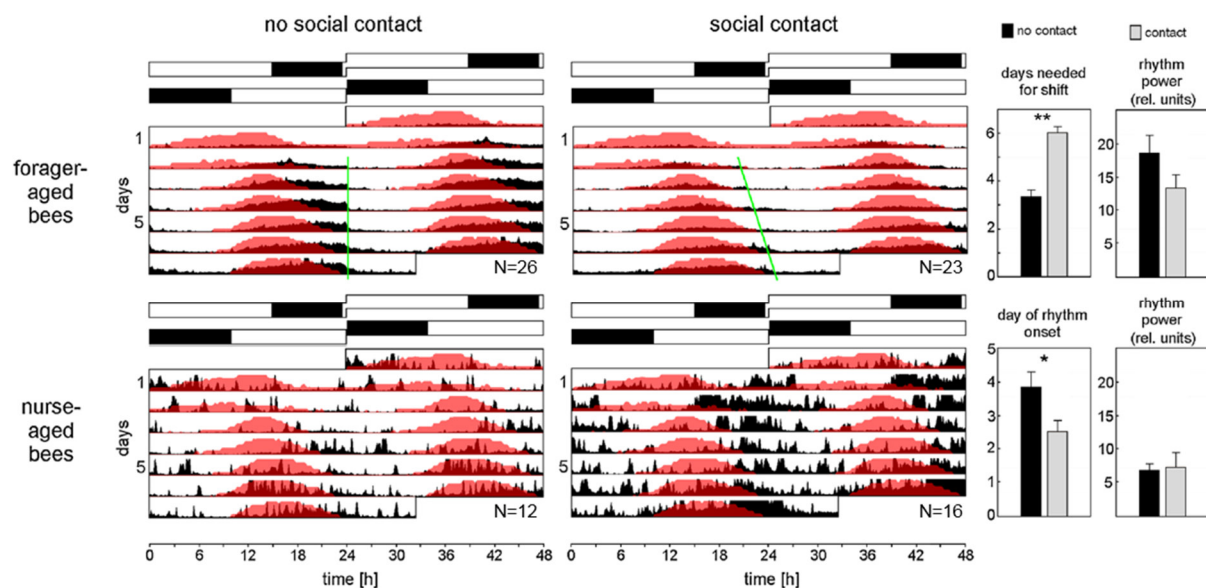 no social contact
social contact
no contact
contact
days needed
for shift
rhythm
power
(rel. units)
**
6
4
2
0
20
15
10
5
forager-
aged
bees
days
1
5
N=26
N=23
day of rhythm
onset
rhythm
power
(rel. units)
*
5
4
3
2
1
0
20
15
10
5
nurse-
aged
bees
days
1
5
1
5
1
5
N=12
N=16
0 6 12 18 24 30 36 42 48
0 6 12 18 24 30 36 42 48
time [h]
time [h]